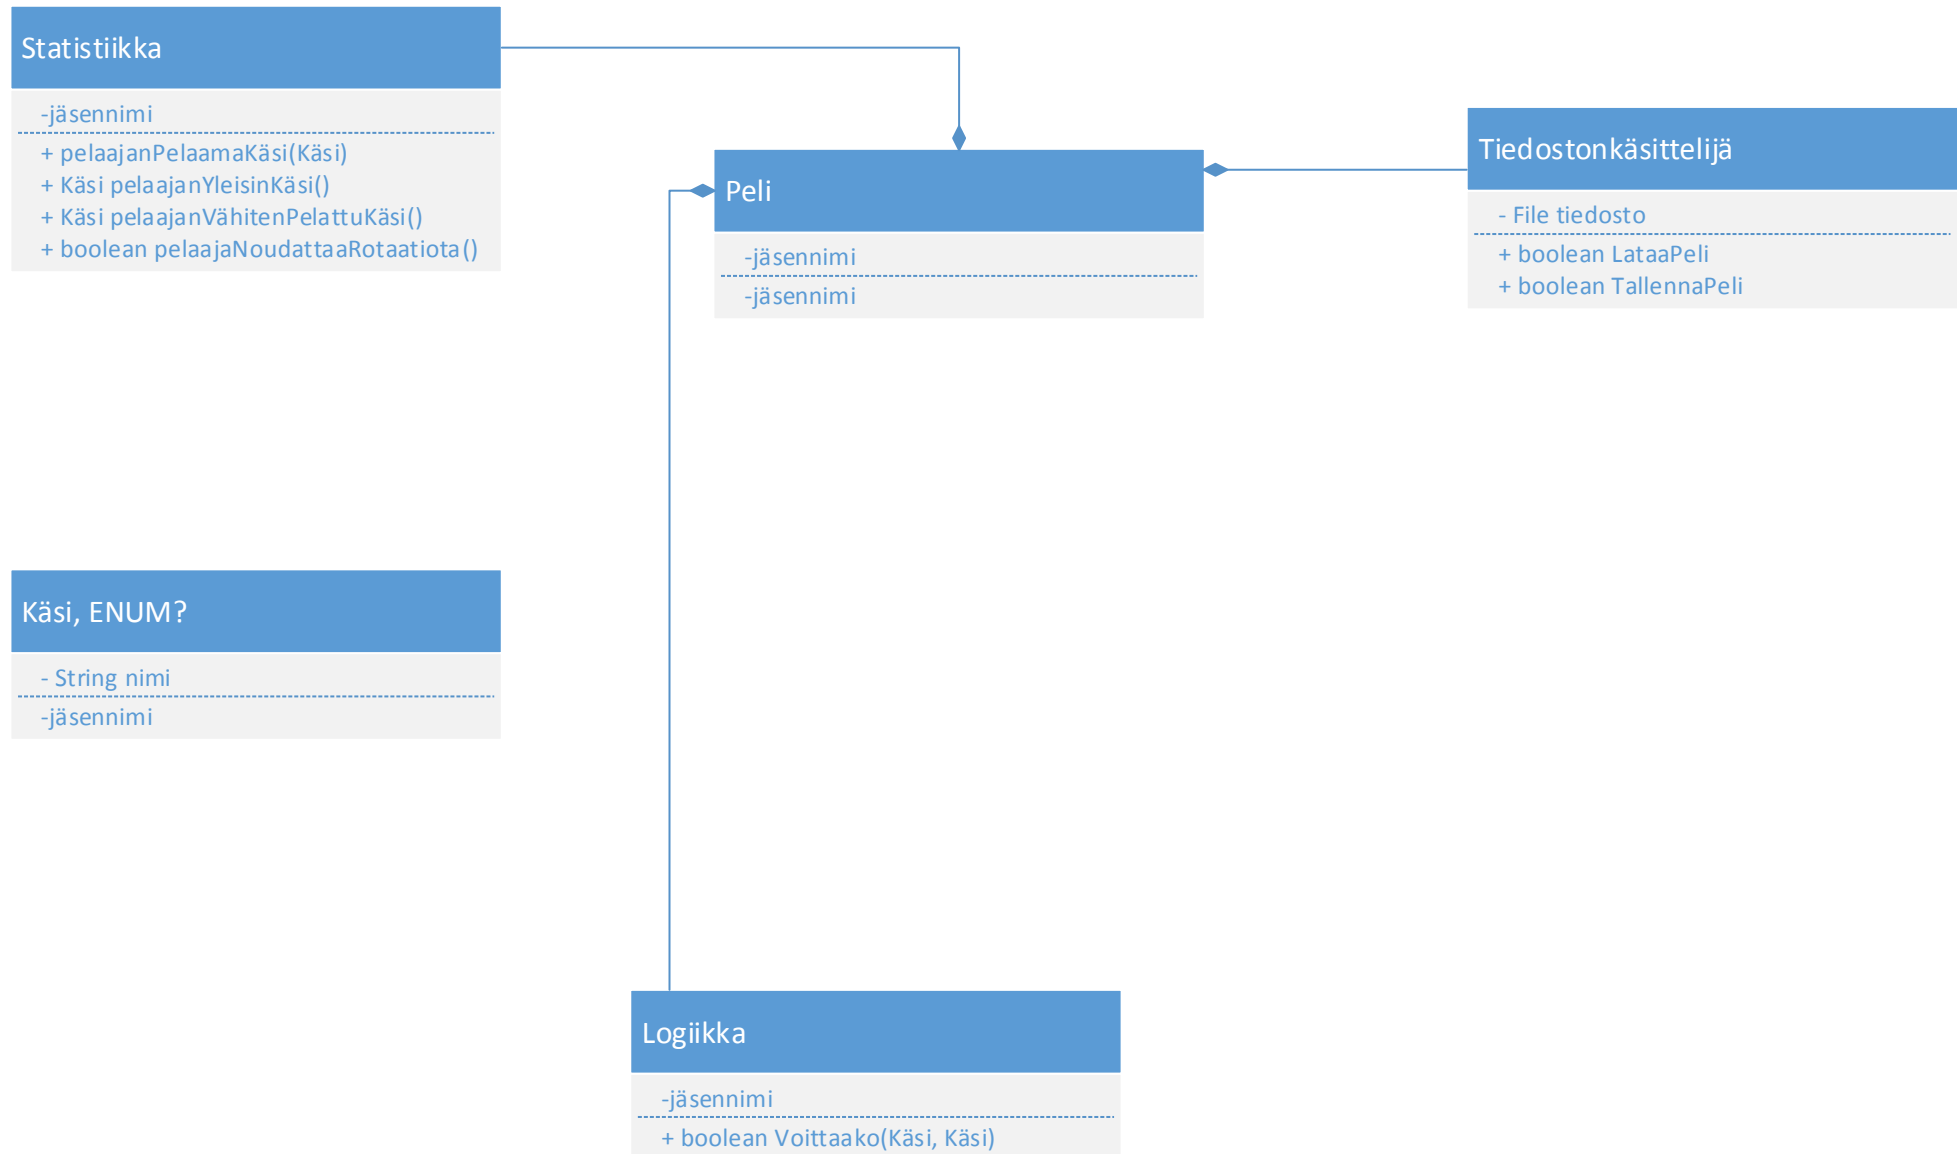 Statistiikka
-jäsennimi
+ pelaajanPelaamaKäsi(Käsi)
+ Käsi pelaajanYleisinKäsi()
+ Käsi pelaajanVähitenPelattuKäsi()
+ boolean pelaajaNoudattaaRotaatiota()
Peli
-jäsennimi
-jäsennimi
Tiedostonkäsittelijä
- File tiedosto
+ boolean LataaPeli
+ boolean TallennaPeli
Käsi, ENUM?
- String nimi
-jäsennimi
Logiikka
-jäsennimi
+ boolean Voittaako(Käsi, Käsi)